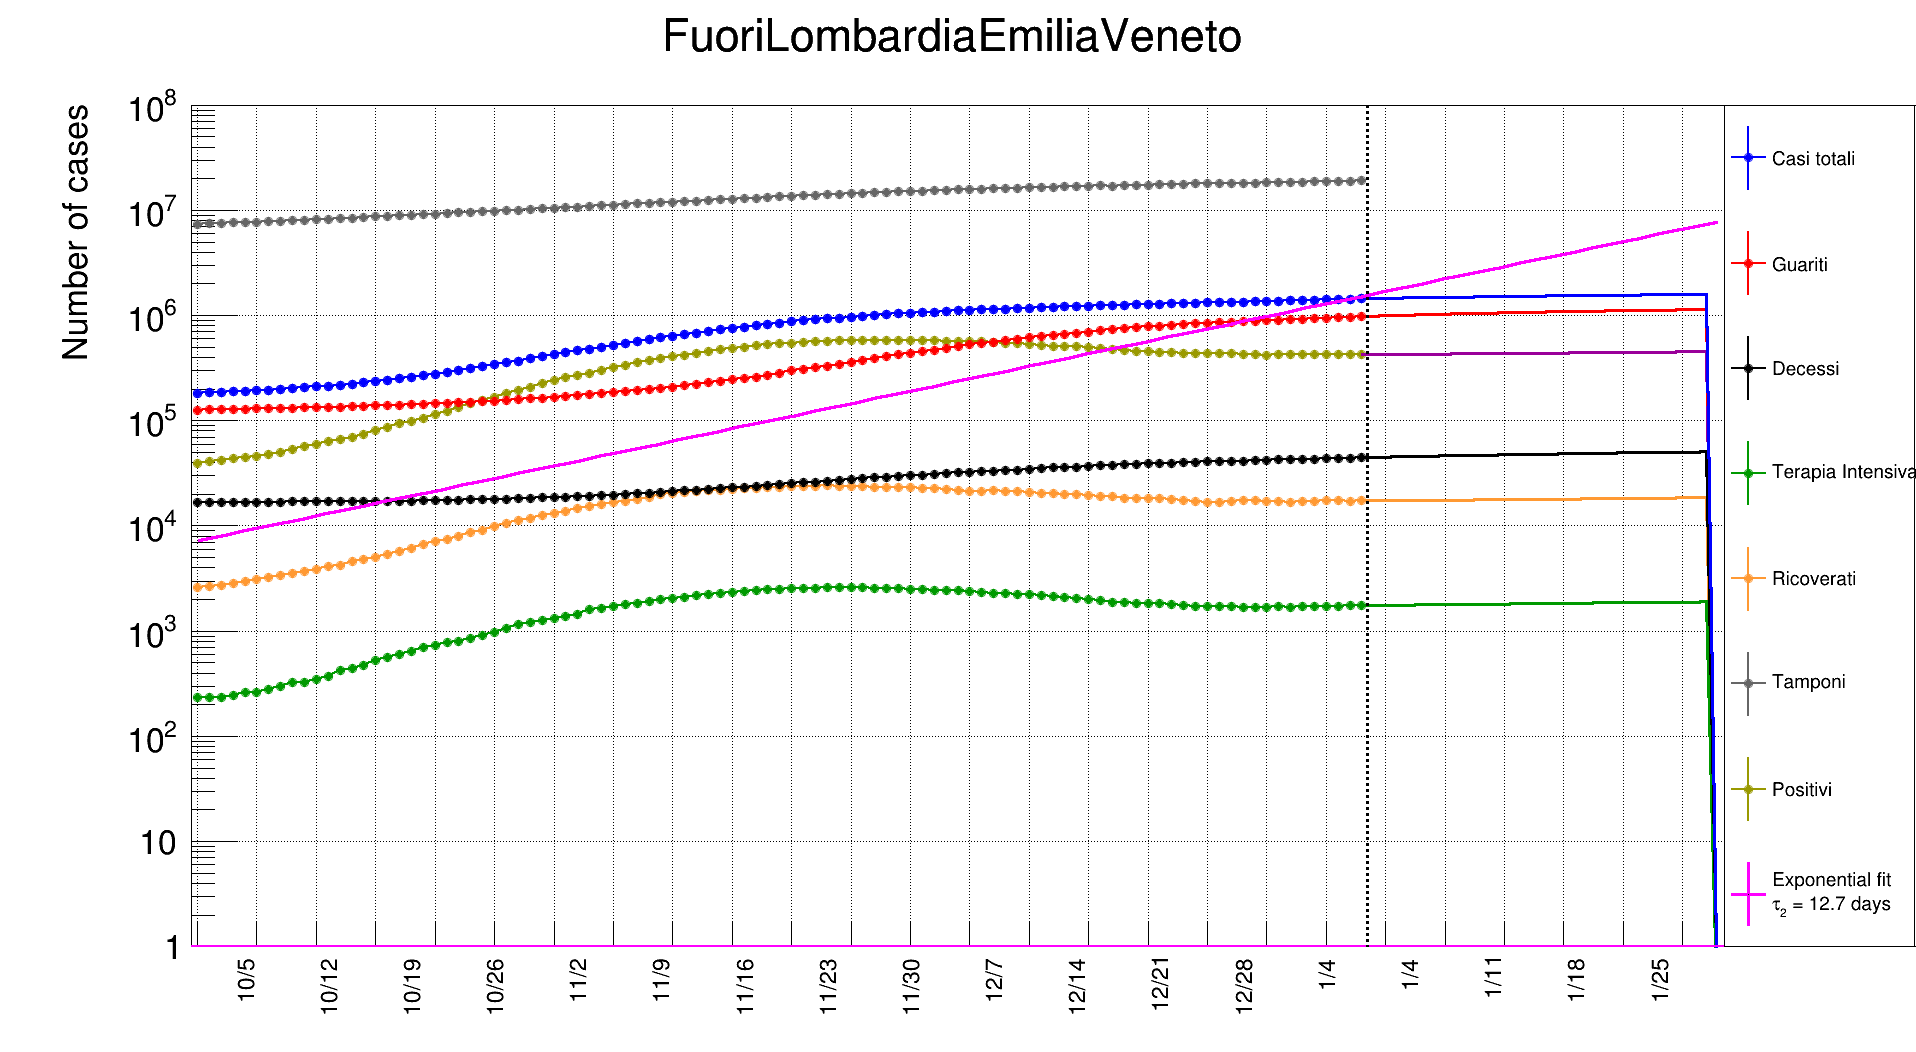 FuoriLombardiaEmiliaVeneto
Number of cases
10^8
10^7
10^6
10^5
10^4
10^3
10^2
10
1
10/5
10/12
10/19
10/26
11/2
11/9
11/16
11/23
11/30
12/7
12/14
12/21
12/28
1/4
1/4
1/11
1/18
1/25
Casi totali
Guariti
Decessi
Terapia Intensiva
Ricoverati
Tamponi
Positivi
Exponential fit
τ_2 = 12.7 days